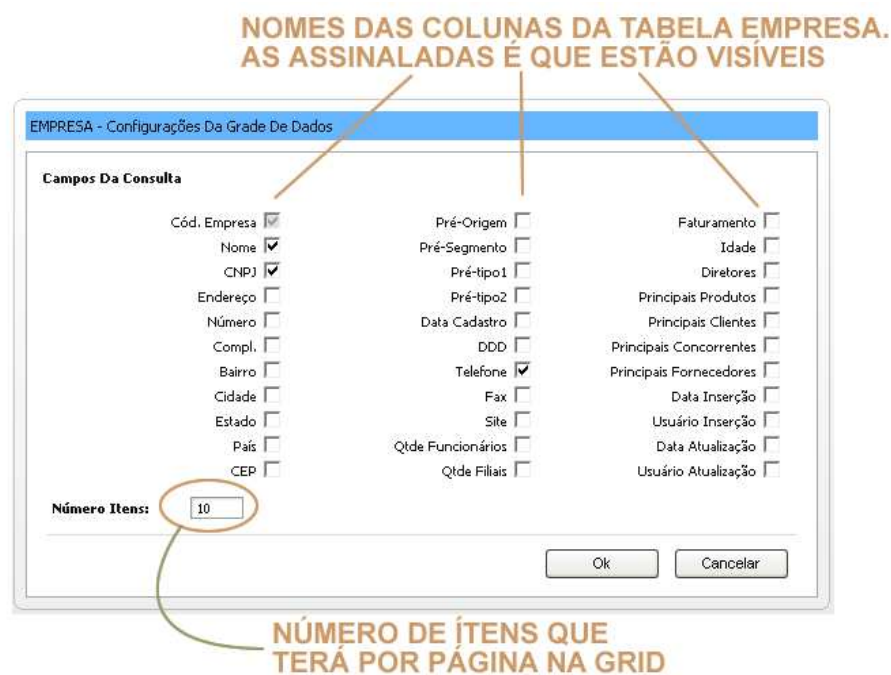 NOMES DAS COLUNAS DA TABELA EMPRESA.
AS ASSINALADAS É QUE ESTÃO VISÍVEIS
EMPRESA - Configurações Da Grade De Dados
Campos Da Consulta
Cód. Empresa
Nome
CNPJ
Endereço
Número
Compl.
Bairro
Cidade
Estado
País
CEP
Pré-Origem
Pré-Segmento
Pré-tipo1
Pré-tipo2
Data Cadastro
DDD
Telefone
Fax
Site
Qtde Funcionários
Qtde Filiais
Faturamento
Idade
Diretores
Principais Produtos
Principais Clientes
Principais Concorrentes
Principais Fornecedores
Data Inserção
Usuário Inserção
Data Atualização
Usuário Atualização
Número Itens: 10
Ok Cancelar
NÚMERO DE ÍTENS QUE
TERÁ POR PÁGINA NA GRID